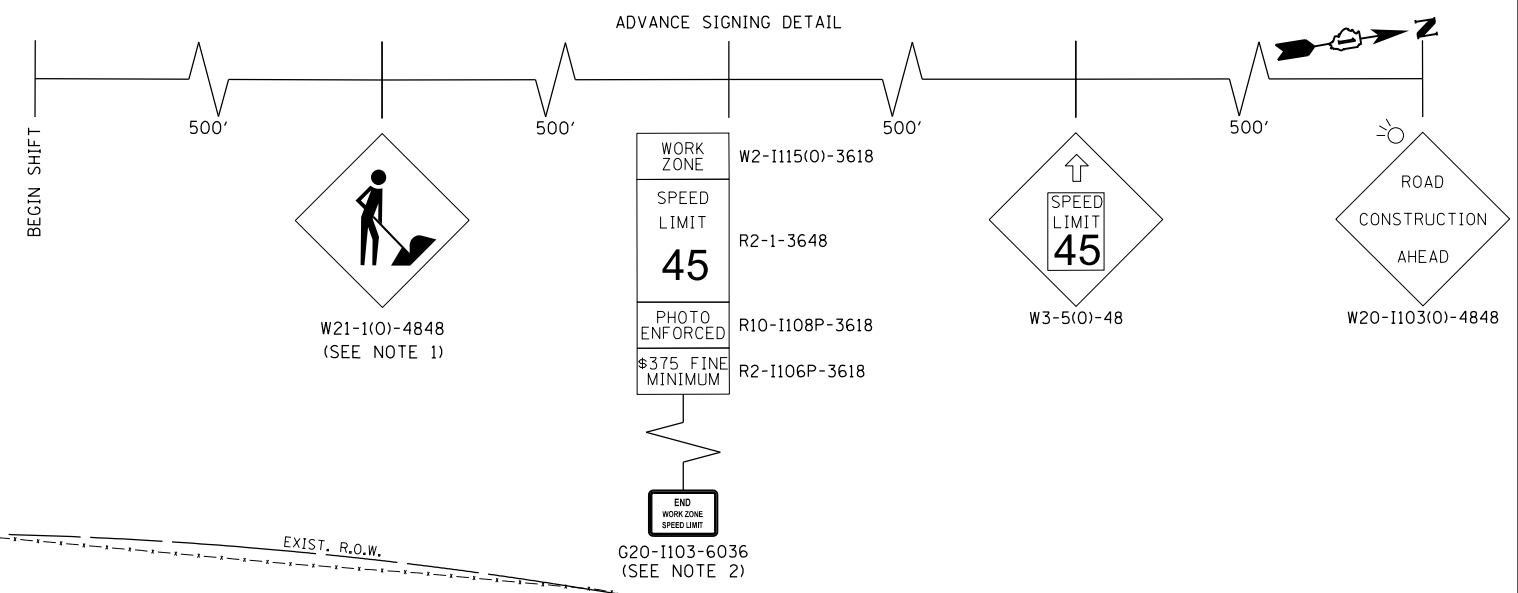 ADVANCE SIGNING DETAIL
N
500'
500'
500'
500'
BEGIN SHIFT
W21-1(O)-4848
(SEE NOTE 1)
WORK
ZONE
W2-I115(O)-3618
SPEED
LIMIT
45
R2-1-3648
PHOTO
ENFORCED
R10-I108P-3618
$375 FINE
MINIMUM
R2-I106P-3618
END
WORK ZONE
SPEED LIMIT
G20-I103-6036
(SEE NOTE 2)
SPEED
LIMIT
45
W3-5(O)-48
ROAD
CONSTRUCTION
AHEAD
W20-I103(O)-4848
EXIST. R.O.W.